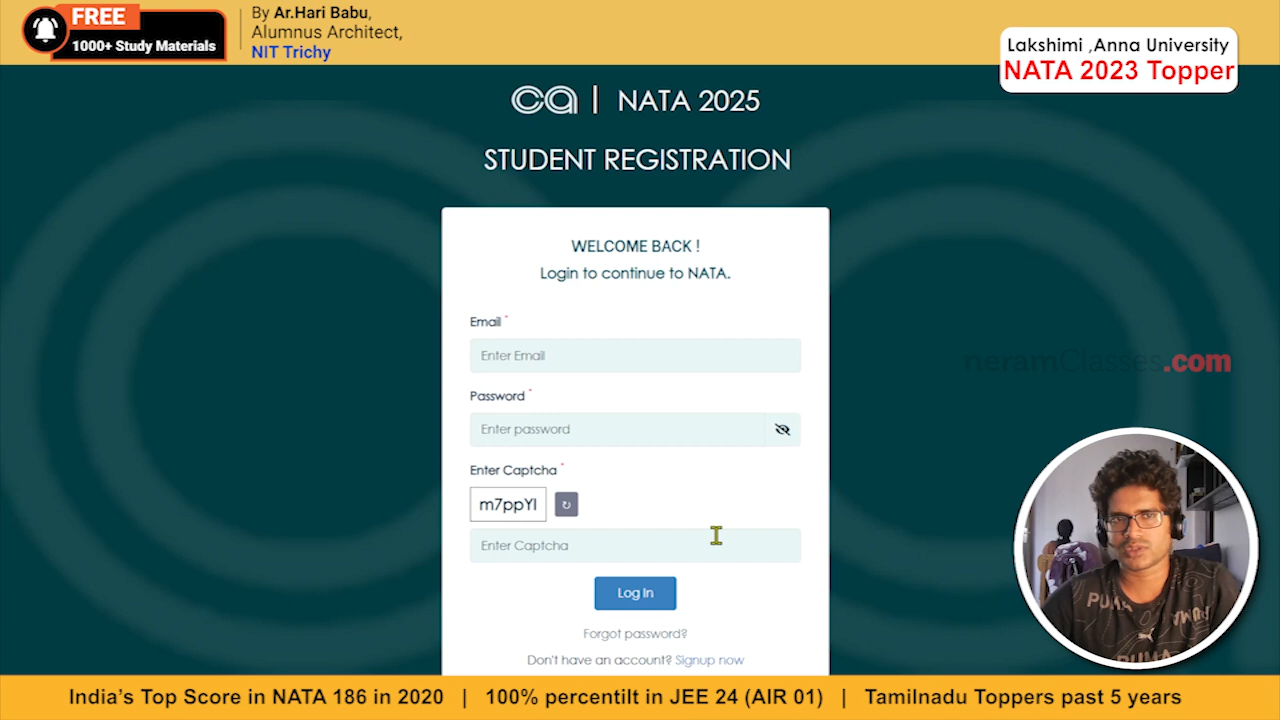 FREE
1000+ Study Materials
By Ar.Hari Babu,
Alumnus Architect,
NIT Trichy
Lakshimi ,Anna University
NATA 2023 Topper
ca | NATA 2025
STUDENT REGISTRATION
WELCOME BACK !
Login to continue to NATA.
Email *
Enter Email
Password *
Enter password
Enter Captcha *
m7ppYl
Enter Captcha
Log In
Forgot password?
Don't have an account? Signup now
neramClasses.com
PUMA
PUMA
India's Top Score in NATA 186 in 2020 | 100% percentilt in JEE 24 (AIR 01) | Tamilnadu Toppers past 5 years